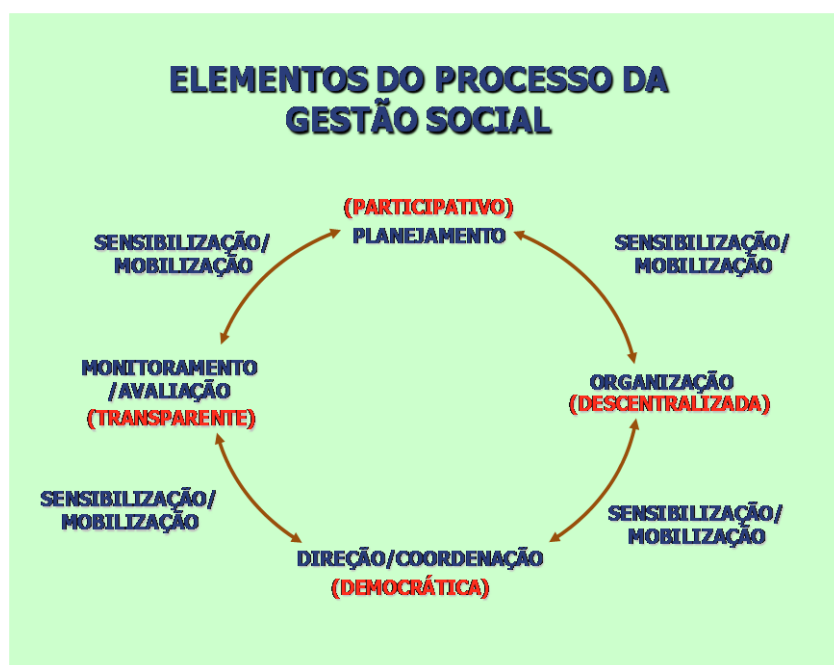 ELEMENTOS DO PROCESSO DA
GESTÃO SOCIAL
(PARTICIPATIVO)
PLANEJAMENTO
SENSIBILIZAÇÃO/
MOBILIZAÇÃO
SENSIBILIZAÇÃO/
MOBILIZAÇÃO
MONITORAMENTO
/AVALIAÇÃO
(TRANSPARENTE)
ORGANIZAÇÃO
(DESCENTRALIZADA)
SENSIBILIZAÇÃO/
MOBILIZAÇÃO
SENSIBILIZAÇÃO/
MOBILIZAÇÃO
DIREÇÃO/COORDENAÇÃO
(DEMOCRÁTICA)